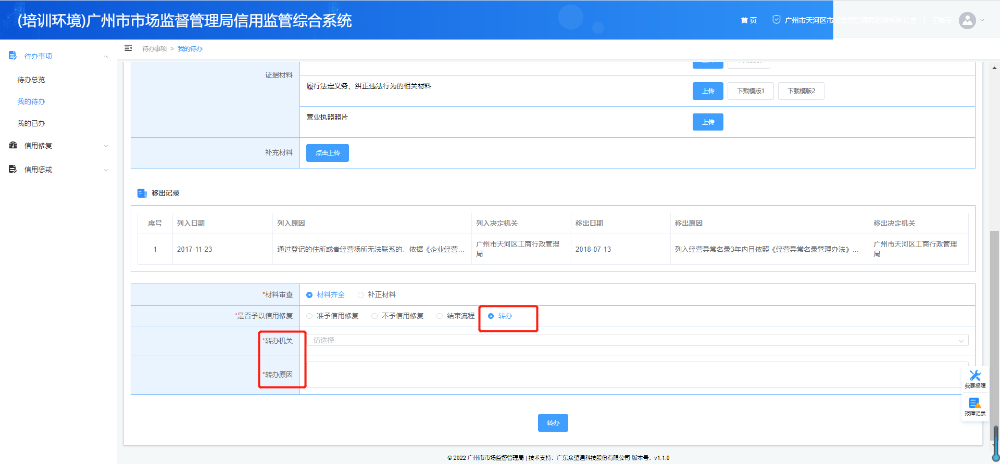 (培训环境)广州市市场监督管理局信用监管综合系统
首页
广州市天河区市场监督管理局石牌所所长室
待办事项
待办总览
我的待办
我的已办
信用修复
信用惩戒
待办事项 > 我的待办
证据材料
履行法定义务、纠正违法行为的相关材料
上传
下载模版1
下载模版2
营业执照照片
上传
补充材料
点击上传
移出记录
序号 列入日期 列入原因 列入决定机关 移出日期 移出原因 移出决定机关
1 2017-11-23 通过登记的住所或者经营场所无法联系的，依据《企业经营... 广州市天河区工商行政管理局 2018-07-13 列入经营异常名录3年内且依照《经营异常名录管理办法》... 广州市天河区工商行政管理局
*材料审查 材料齐全 补正材料
*是否予以信用修复 准予信用修复 不予信用修复 结束流程 转办
*转办机关 请选择
*转办原因
我要报障
报障记录
转办
© 2022 广州市市场监督管理局 | 技术支持：广东众望通科技股份有限公司 版本号：v1.1.0